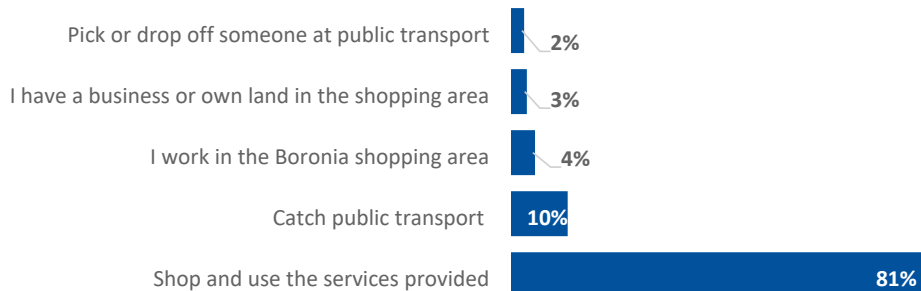 Pick or drop off someone at public transport 2%
I have a business or own land in the shopping area 3%
I work in the Boronia shopping area 4%
Catch public transport 10%
Shop and use the services provided 81%